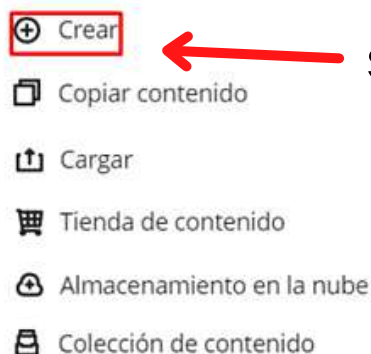 Crear
Copiar contenido
Cargar
Tienda de contenido
Almacenamiento en la nube
Colección de contenido